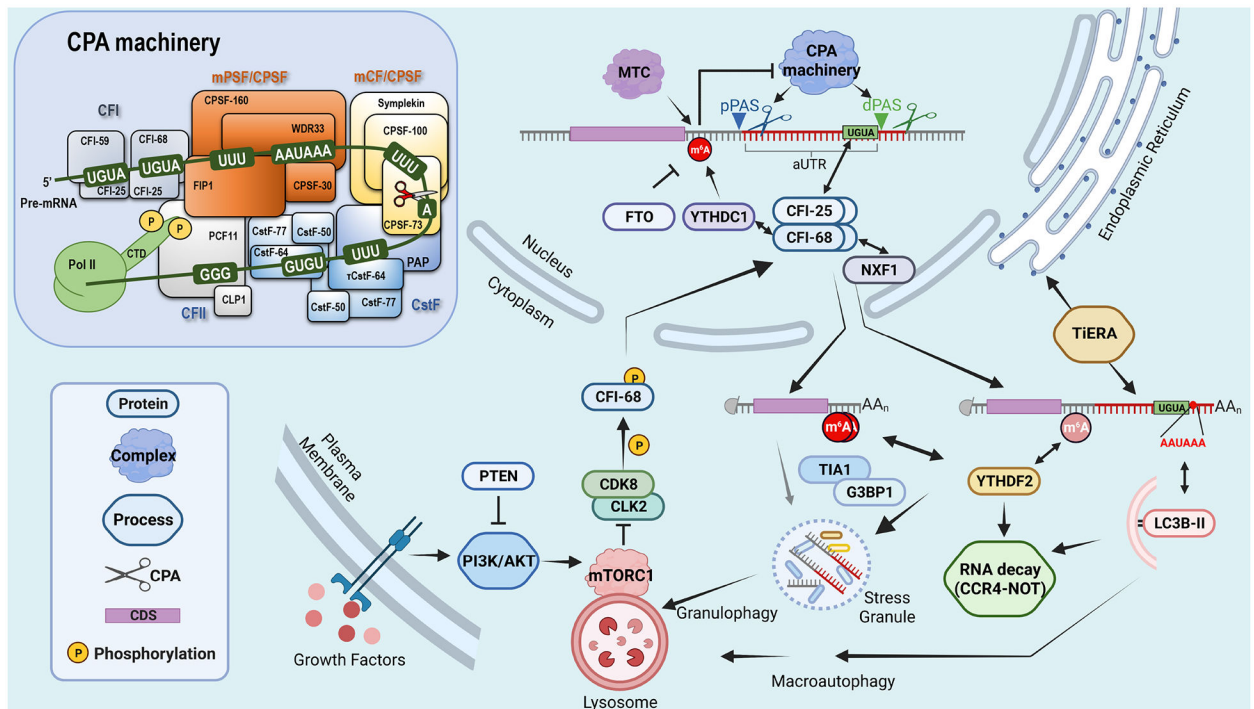 CPA machinery
mPSF/CPSF
mCF/CPSF
CFI
CPSF-160
Symplekin
CFI-59
CFI-68
WDR33
CPSF-100
UGUA
UGUA
UUU
AAUAAA
UUU
5'
CFI-25
CFI-25
FIP1
CPSF-30
A
Pre-mRNA
CPSF-73
P
P
PCF11
CstF-77
CstF-50
Pol II
CTD
CstF-64
UUU
PAP
GGG
GUGU
τCstF-64
CLP1
CstF-50
CstF-77
CFII
CstF
MTC
CPA
machinery
pPAS
dPAS
UGUA
m⁶A
aUTR
FTO
YTHDC1
CFI-25
CFI-68
NXF1
Nucleus
Cytoplasm
Endoplasmic Reticulum
TiERA
Protein
Complex
Process
CPA
CDS
P Phosphorylation
Plasma
Membrane
Growth Factors
PTEN
PI3K/AKT
P
CFI-68
P
CDK8
CLK2
mTORC1
Lysosome
AAn
m⁶A
TIA1
G3BP1
Stress
Granule
Granulophagy
Macroautophagy
UGUA
AAn
m⁶A
AAUAAA
YTHDF2
LC3B-II
RNA decay
(CCR4-NOT)